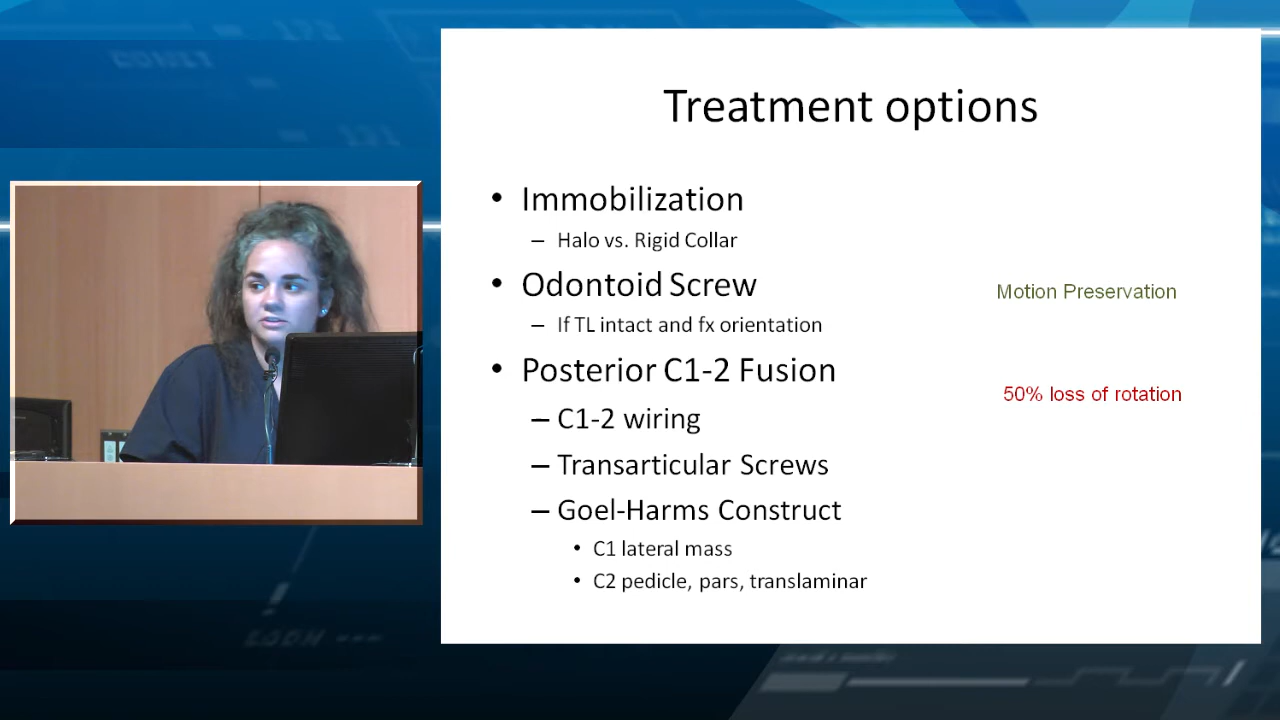 Treatment options
• Immobilization
– Halo vs. Rigid Collar
• Odontoid Screw
Motion Preservation
– If TL intact and fx orientation
• Posterior C1-2 Fusion
50% loss of rotation
– C1-2 wiring
– Transarticular Screws
– Goel-Harms Construct
• C1 lateral mass
• C2 pedicle, pars, translaminar